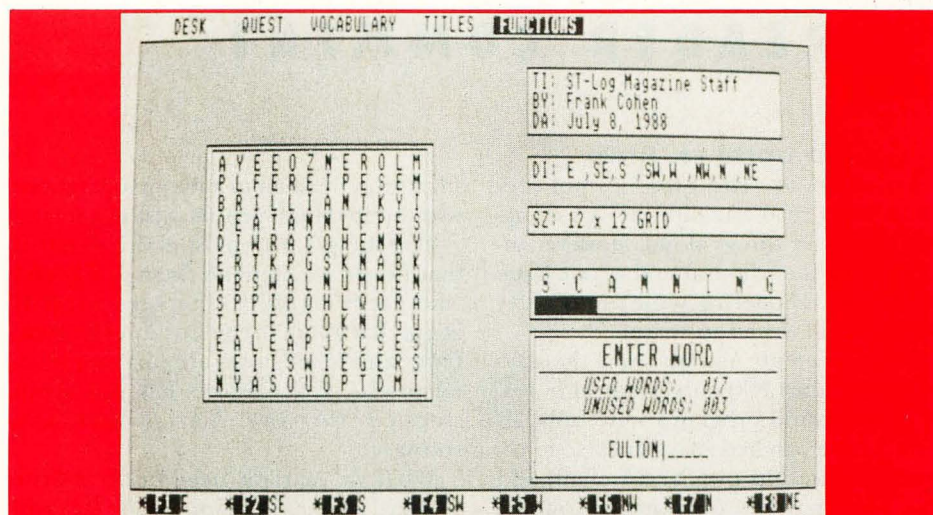 DESK QUEST VOCABULARY TITLES FUNCTIONS
TI: ST-Log Magazine Staff
BY: Frank Cohen
DA: July 8, 1988
A Y E E O Z N E R O L M
P L F E R E I P E S E M
B R I L L I A N T K Y I
O E A T A N N L F P E S
D I W R A C O H E N N Y
E R T K P G S K N A B K
N B S W A L N U M M E N
S P P I P O H L Q O R A
T I T E P C O K N O G U
E A L E A P J C C S E S
I E I I S W I E G E R S
N Y A S O U O P T D M I
DI: E ,SE,S ,SW,W ,NW,N ,NE
SZ: 12 x 12 GRID
S C A N N I N G
ENTER WORD
USED WORDS: 017
UNUSED WORDS: 003
FULTON|_____
*F1 E *F2 SE *F3 S *F4 SW *F5 W *F6 NW *F7 N *F8 NE